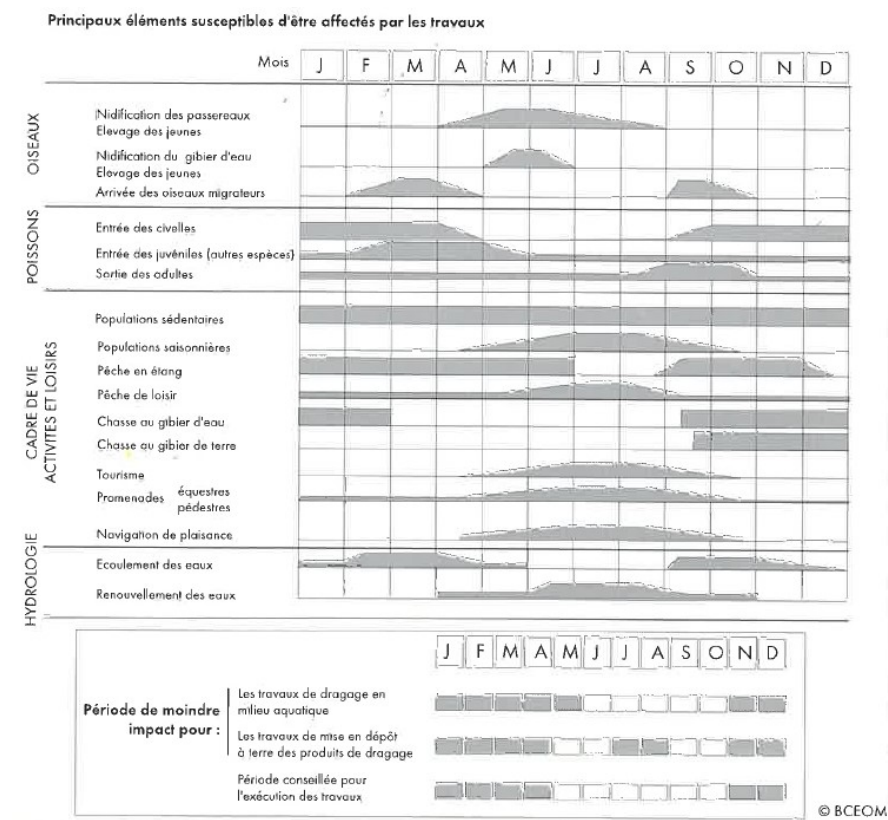 Principaux éléments susceptibles d'être affectés par les travaux
Mois J F M A M J J A S O N D
OISEAUX
Nidification des passereaux
Elevage des jeunes
Nidification du gibier d'eau
Elevage des jeunes
Arrivée des oiseaux migrateurs
POISSONS
Entrée des civelles
Entrée des juvéniles (autres espèces)
Sortie des adultes
CADRE DE VIE
ACTIVITES ET LOISIRS
Populations sédentaires
Populations saisonnières
Pêche en étang
Pêche de loisir
Chasse au gibier d'eau
Chasse au gibier de terre
Tourisme
Promenades équestres
pédestres
Navigation de plaisance
HYDROLOGIE
Ecoulement des eaux
Renouvellement des eaux
J F M A M J J A S O N D
Période de moindre
impact pour :
Les travaux de dragage en
milieu aquatique
Les travaux de mise en dépôt
à terre des produits de dragage
Période conseillée pour
l'exécution des travaux
© BCEOM